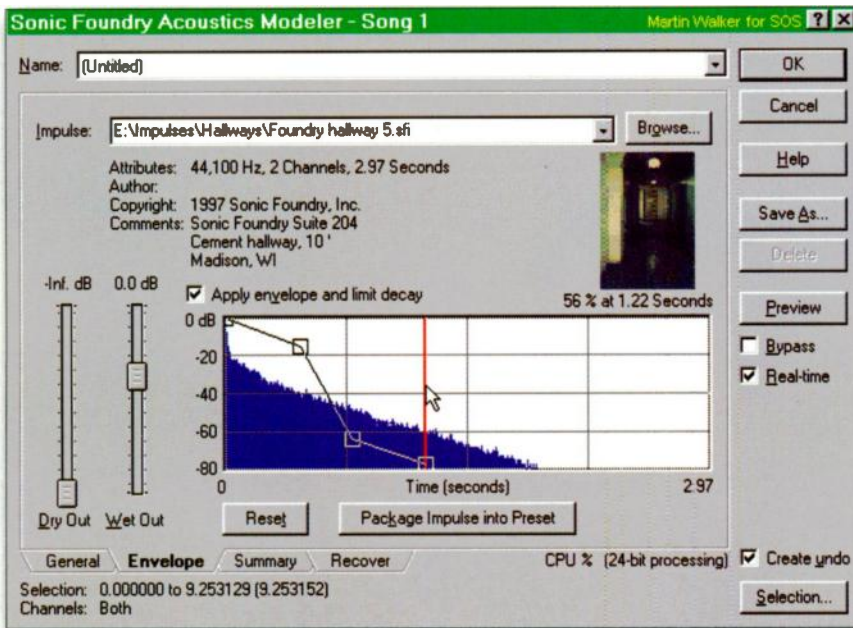 Sonic Foundry Acoustics Modeler - Song 1
Martin Walker for SOS
Name: (Untitled)
OK
Cancel
Impulse: E:\Impulses\Hallways\Foundry hallway 5.sfi
Browse...
Help
Attributes: 44,100 Hz, 2 Channels, 2.97 Seconds
Author:
Copyright: 1997 Sonic Foundry, Inc.
Comments: Sonic Foundry Suite 204
Cement hallway, 10 '
Madison, WI
Save As...
Delete
-Inf. dB
0.0 dB
Apply envelope and limit decay
56 % at 1.22 Seconds
Preview
Bypass
Real-time
0 dB
-20
-40
-60
-80
0
Time (seconds)
2.97
Dry Out
Wet Out
Reset
Package Impulse into Preset
General
Envelope
Summary
Recover
CPU % (24-bit processing)
Create undo
Selection: 0.000000 to 9.253129 (9.253152)
Channels: Both
Selection...